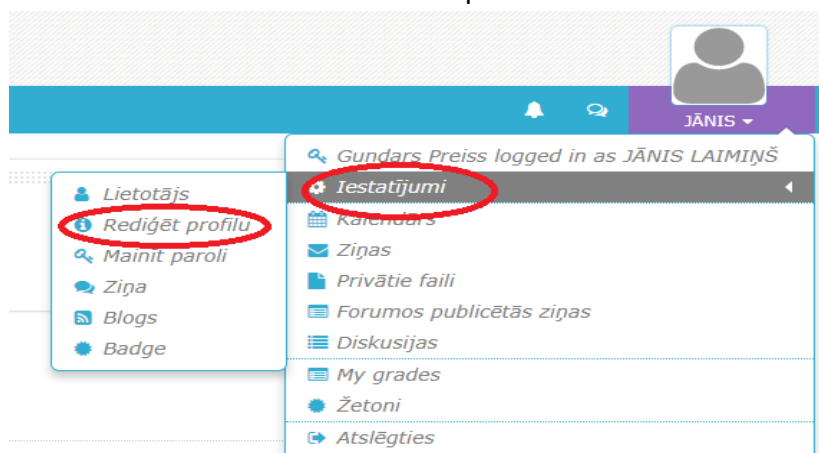 JĀNIS
Gundars Preiss logged in as JĀNIS LAIMIŅŠ
Iestatījumi
Kalendārs
Ziņas
Privātie faili
Forumos publicētās ziņas
Diskusijas
My grades
Žetoni
Atslēgties
Lietotājs
Rediģēt profilu
Mainīt paroli
Ziņa
Blogs
Badge